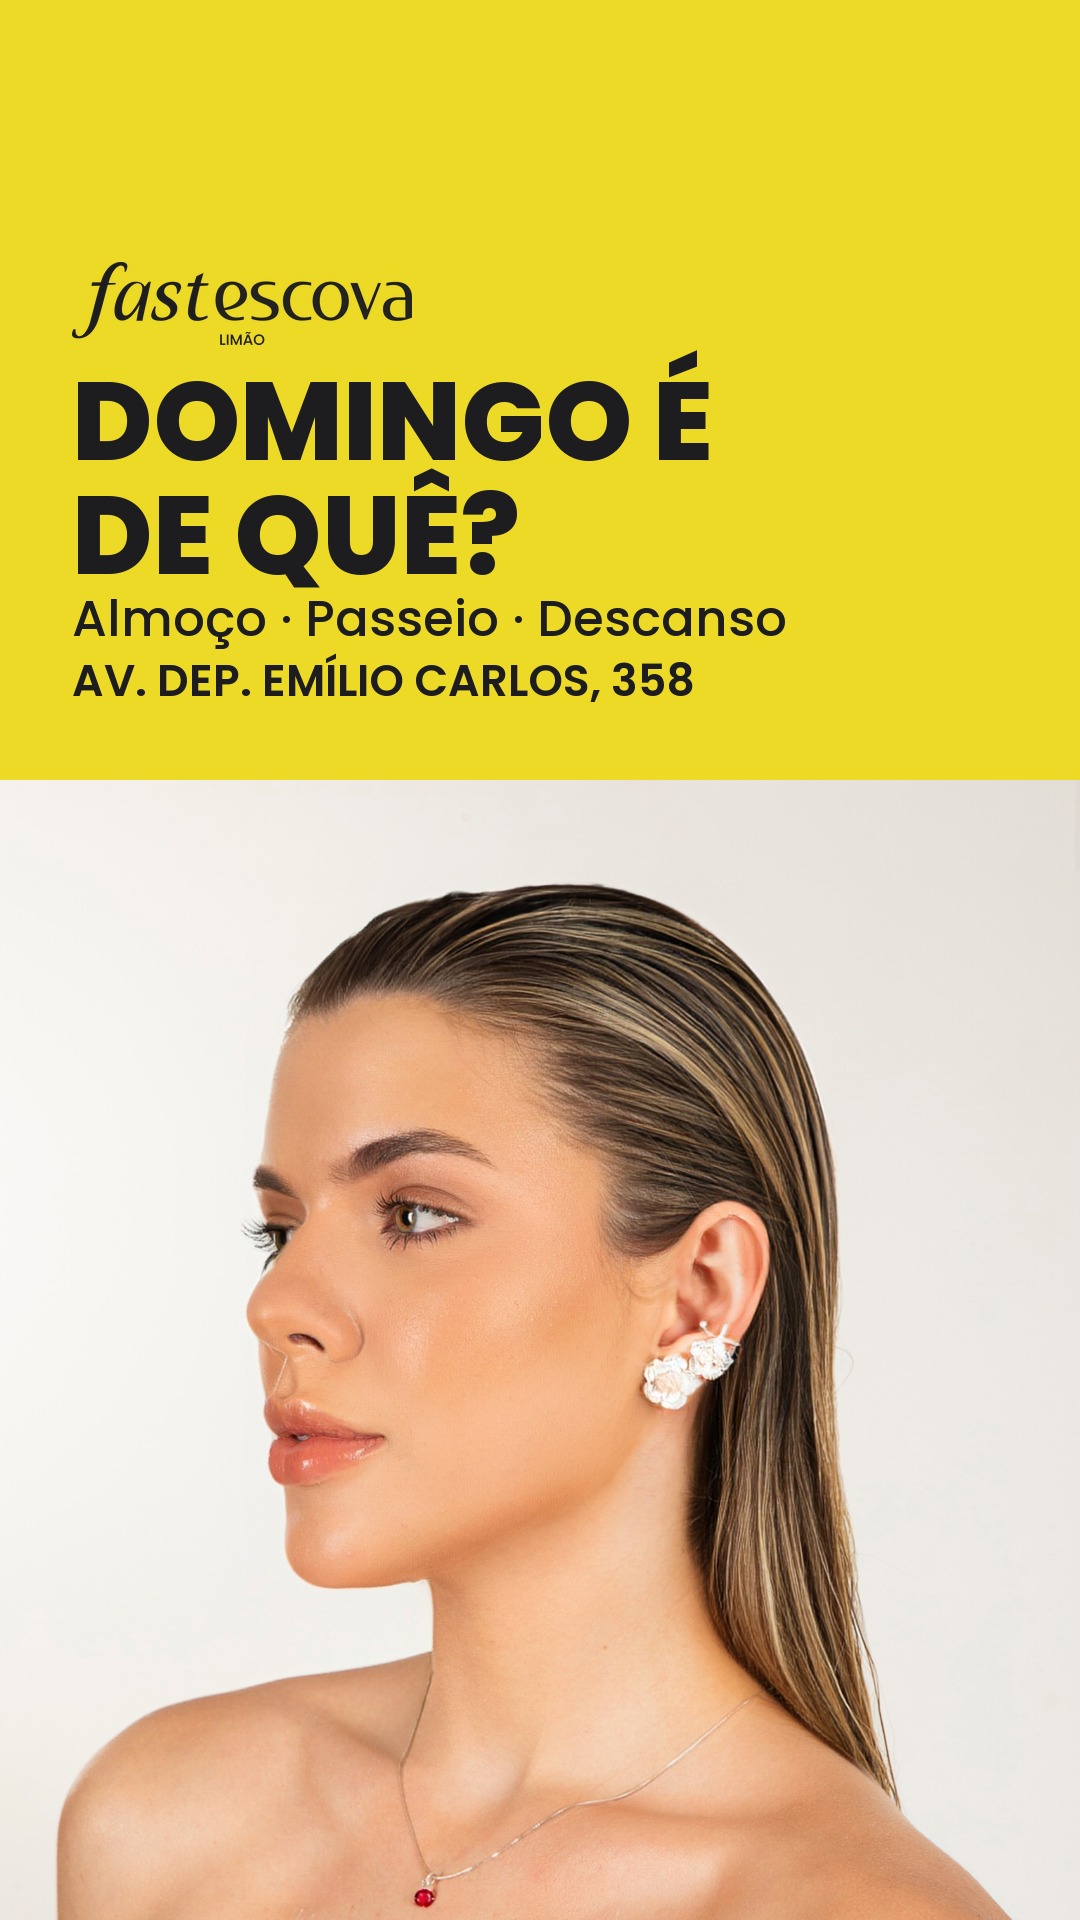 fastescova
LIMÃO
DOMINGO É
DE QUÊ?
Almoço · Passeio · Descanso
AV. DEP. EMÍLIO CARLOS, 358